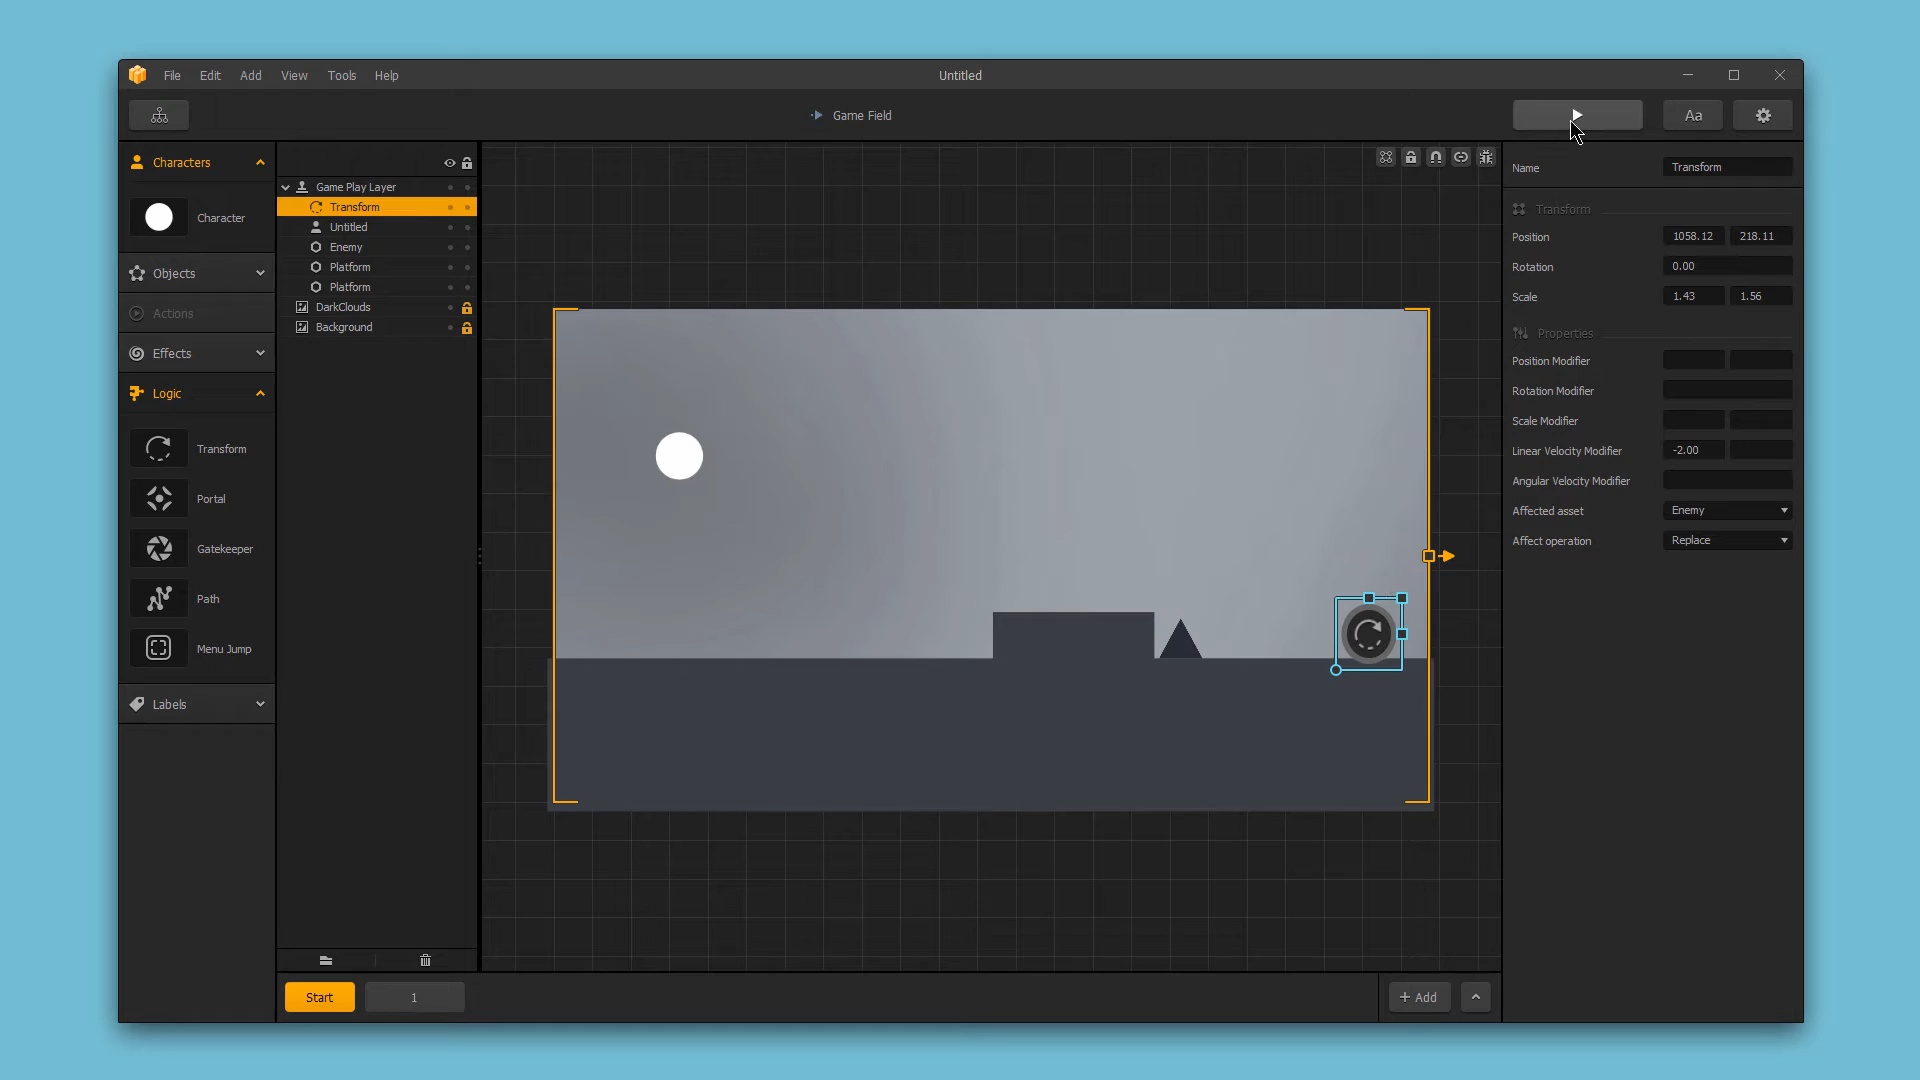 File Edit Add View Tools Help
Untitled
Game Field
Aa
Characters
Character
Objects
Actions
Effects
Logic
Transform
Portal
Gatekeeper
Path
Menu Jump
Labels
Game Play Layer
Transform
Untitled
Enemy
Platform
Platform
DarkClouds
Background
Start
1
+ Add
Name Transform
Transform
Position 1058.12 218.11
Rotation 0.00
Scale 1.43 1.56
Properties
Position Modifier
Rotation Modifier
Scale Modifier
Linear Velocity Modifier -2.00
Angular Velocity Modifier
Affected asset Enemy
Affect operation Replace